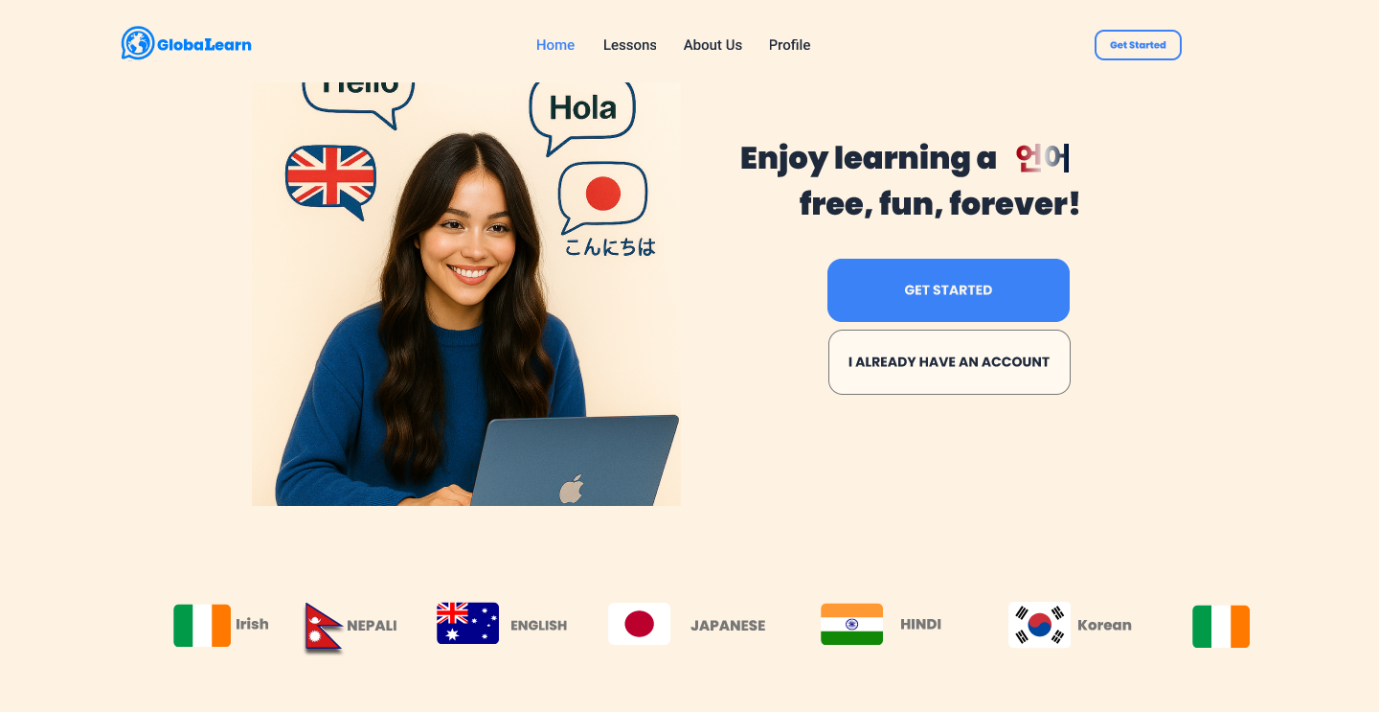 GlobaLearn
Home
Lessons
About Us
Profile
Get Started
Hello
Hola
こんにちは
Enjoy learning a 언어
free, fun, forever!
GET STARTED
I ALREADY HAVE AN ACCOUNT
Irish
NEPALI
ENGLISH
JAPANESE
HINDI
Korean